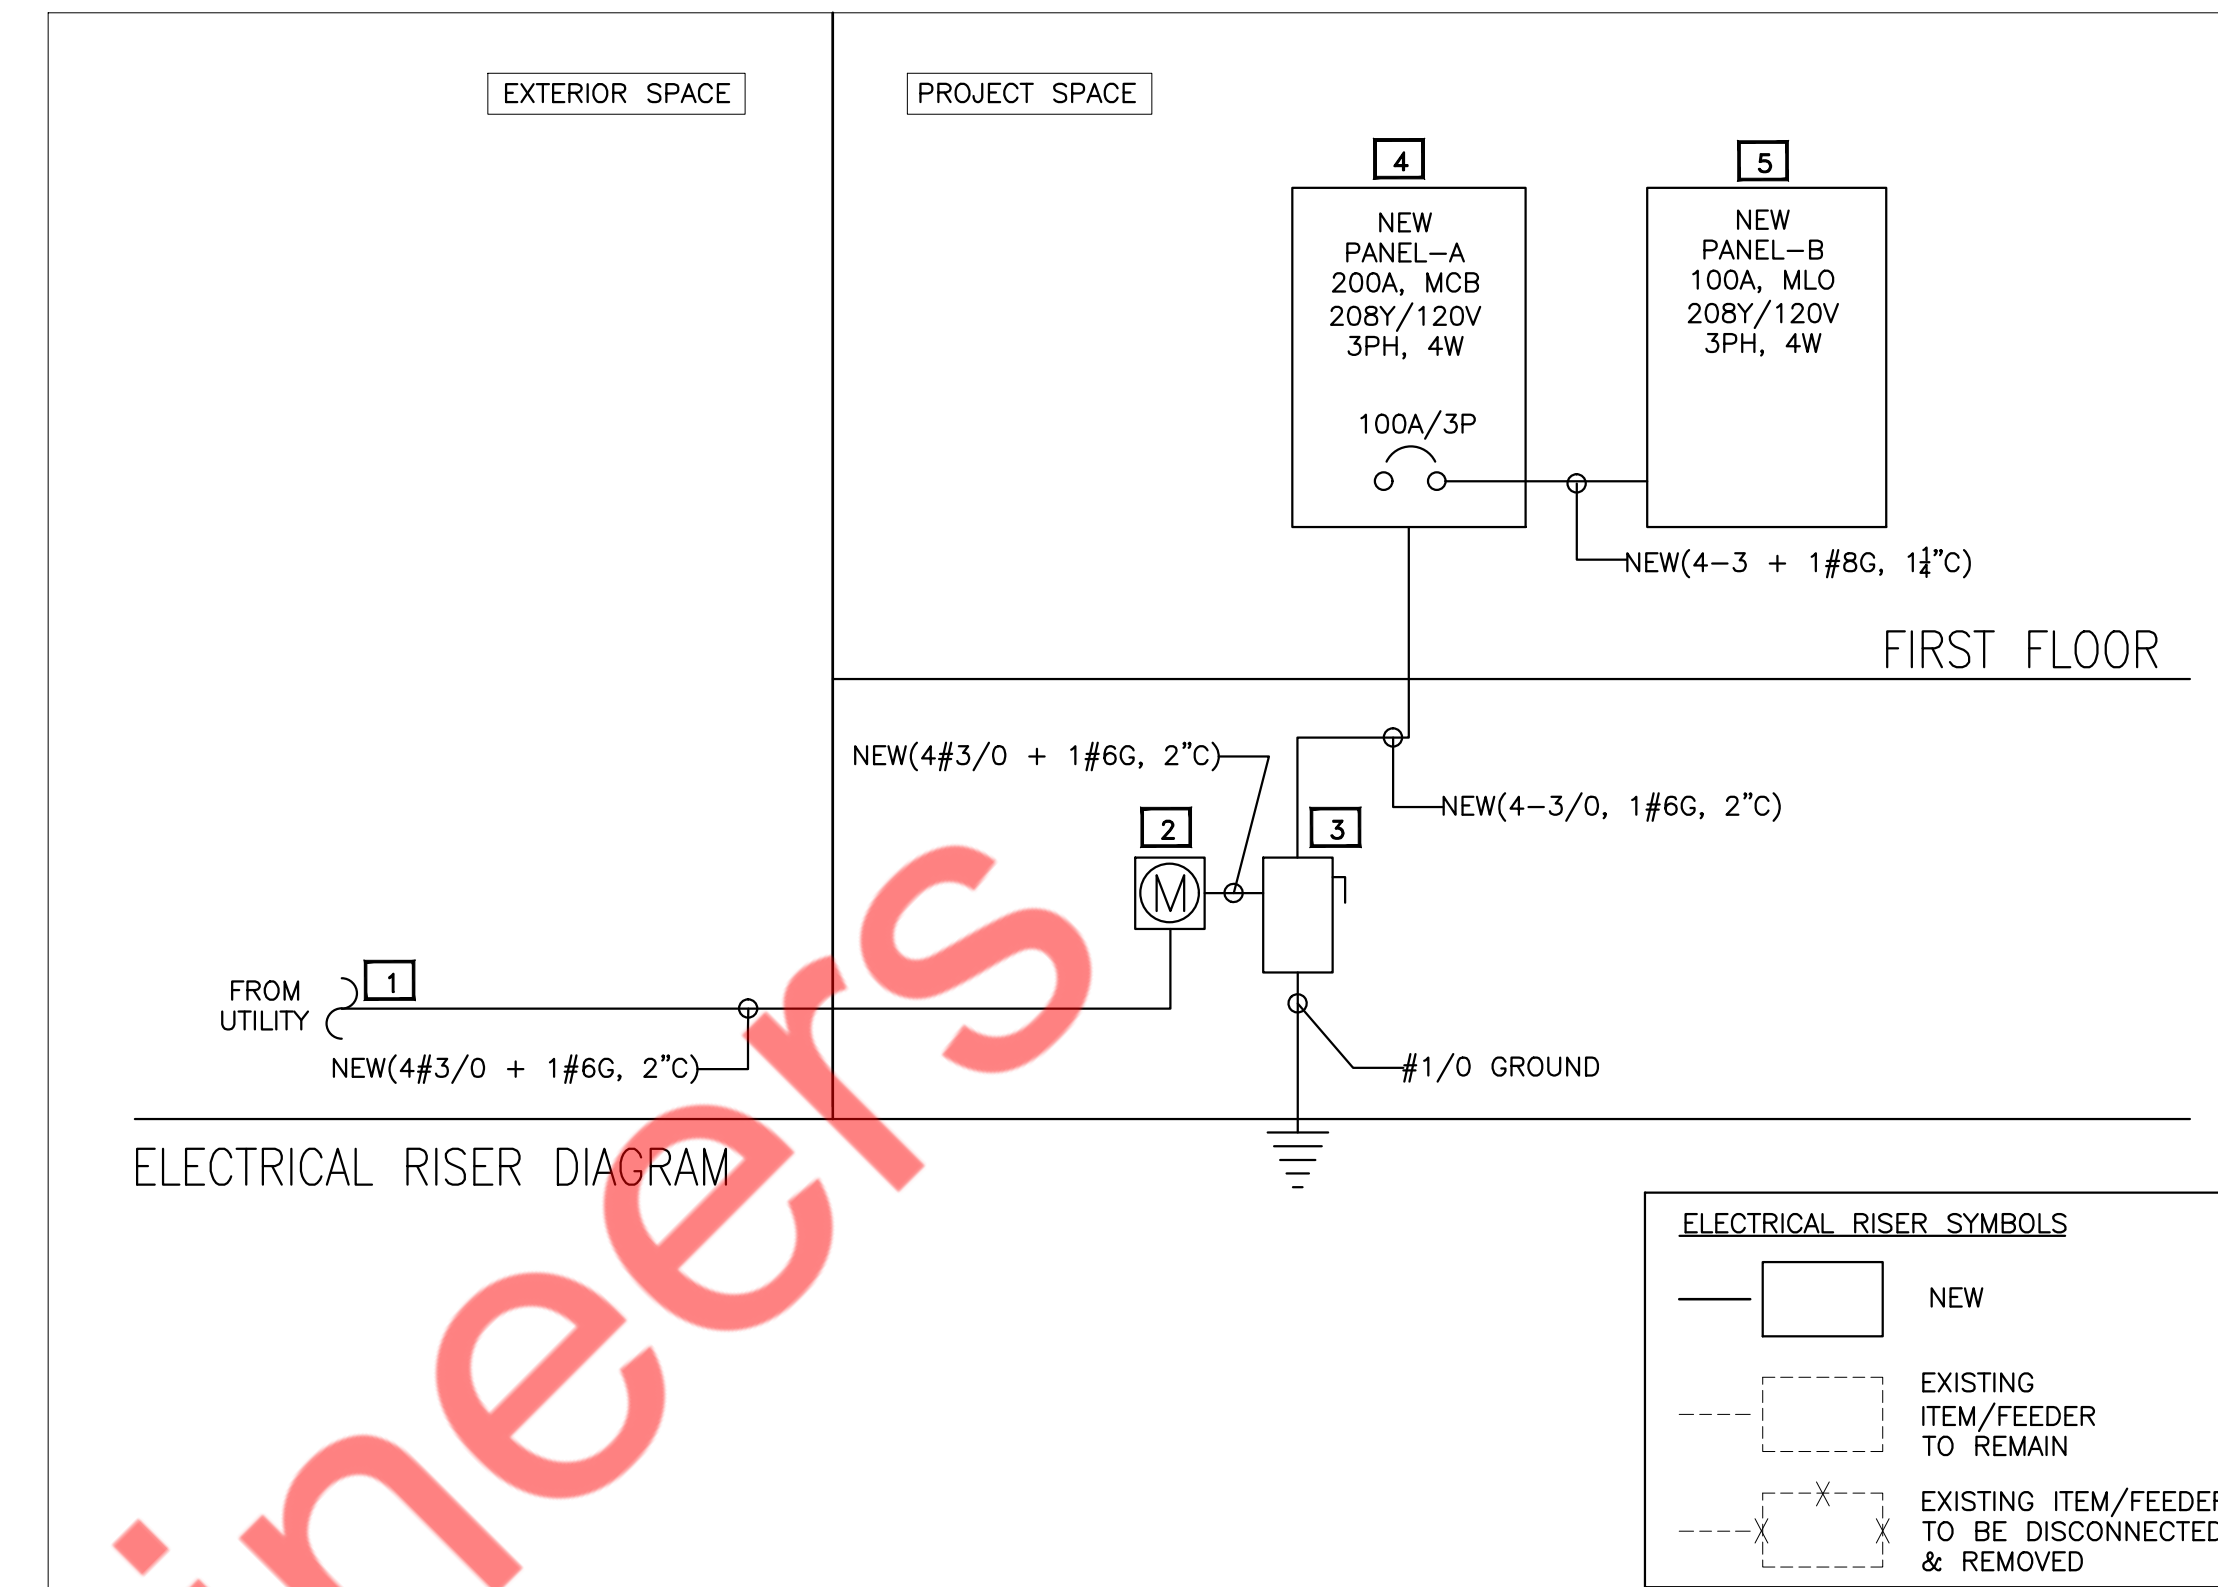 EXTERIOR SPACE
PROJECT SPACE
4
NEW
PANEL-A
200A, MCB
208Y/120V
3PH, 4W
100A/3P
5
NEW
PANEL-B
100A, MLO
208Y/120V
3PH, 4W
NEW(4-3 + 1#8G, 1¼"C)
FIRST FLOOR
NEW(4#3/0 + 1#6G, 2"C)
NEW(4-3/0, 1#6G, 2"C)
2
M
3
1
FROM
UTILITY
NEW(4#3/0 + 1#6G, 2"C)
#1/0 GROUND
ELECTRICAL RISER DIAGRAM
ELECTRICAL RISER SYMBOLS
NEW
EXISTING
ITEM/FEEDER
TO REMAIN
EXISTING ITEM/FEEDER
TO BE DISCONNECTED
& REMOVED
ineers